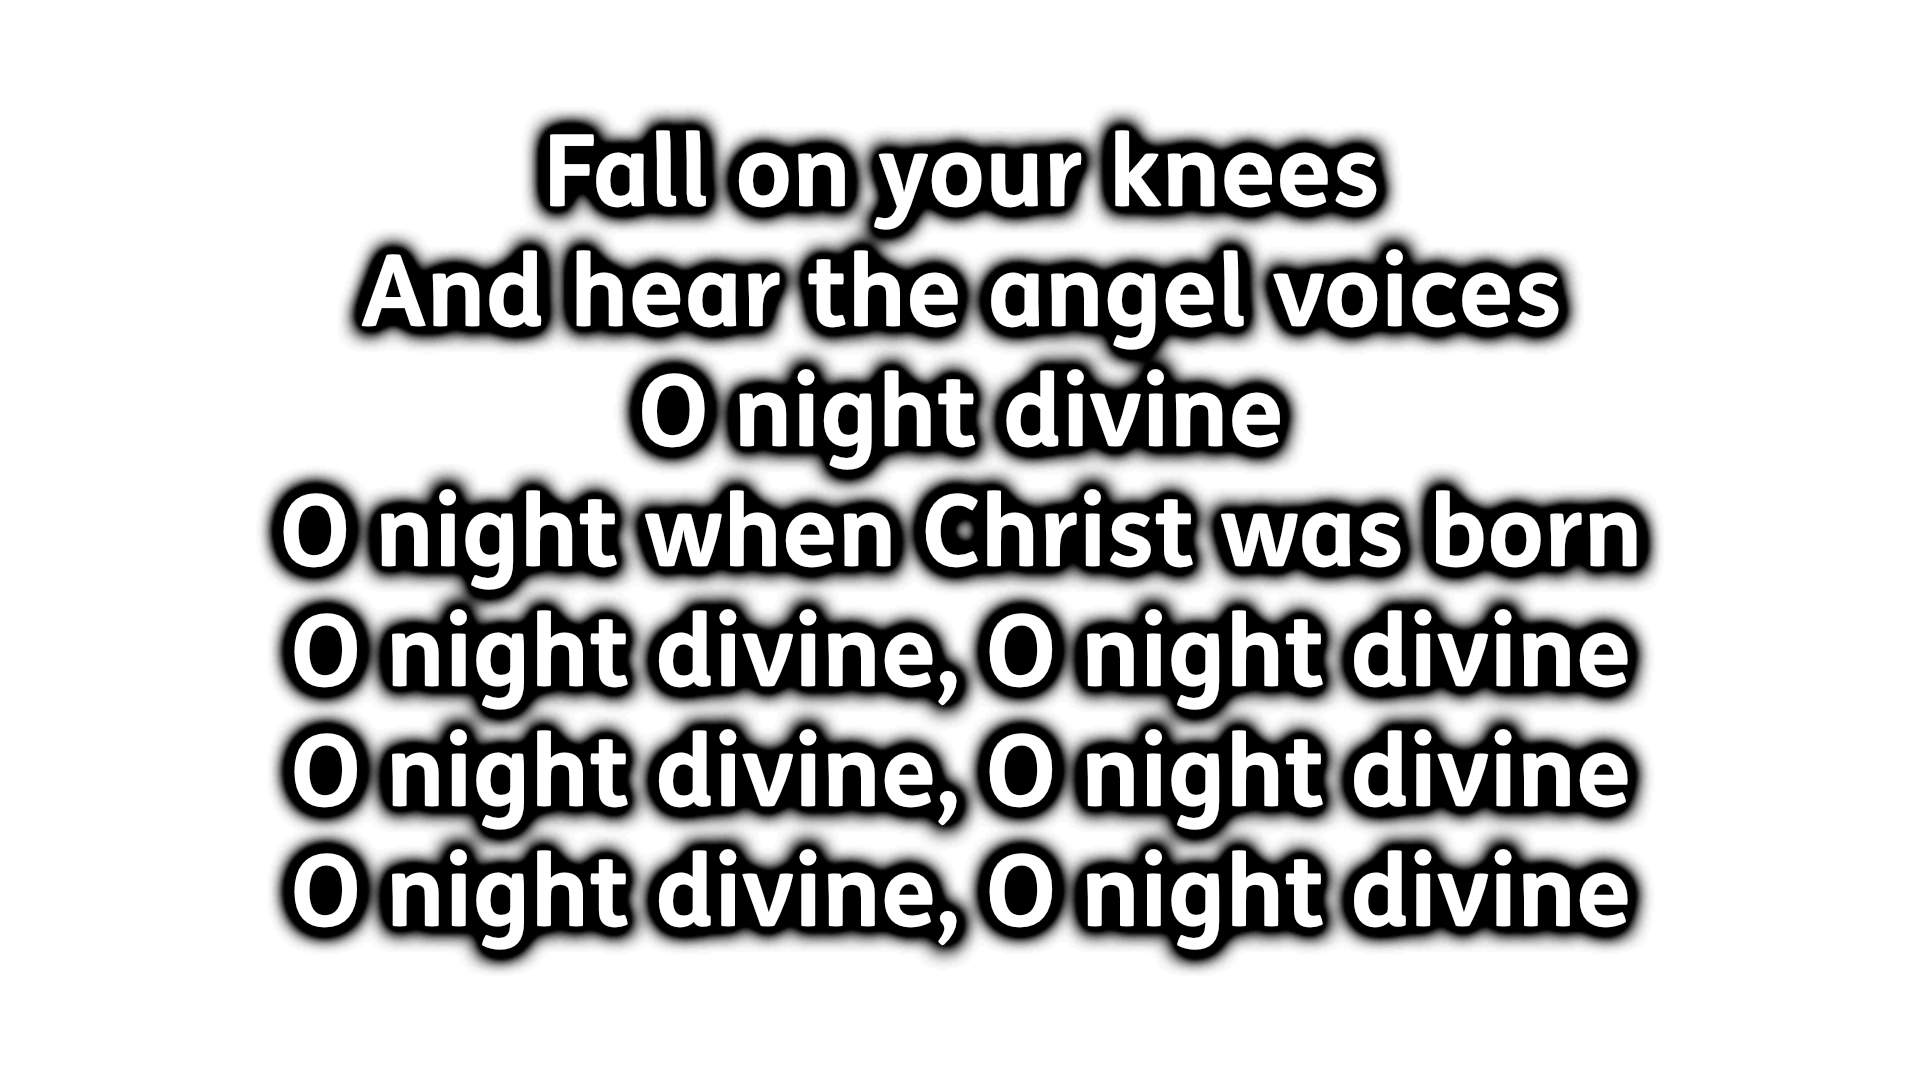 Fall on your knees
And hear the angel voices
O night divine
O night when Christ was born
O night divine, O night divine
O night divine, O night divine
O night divine, O night divine